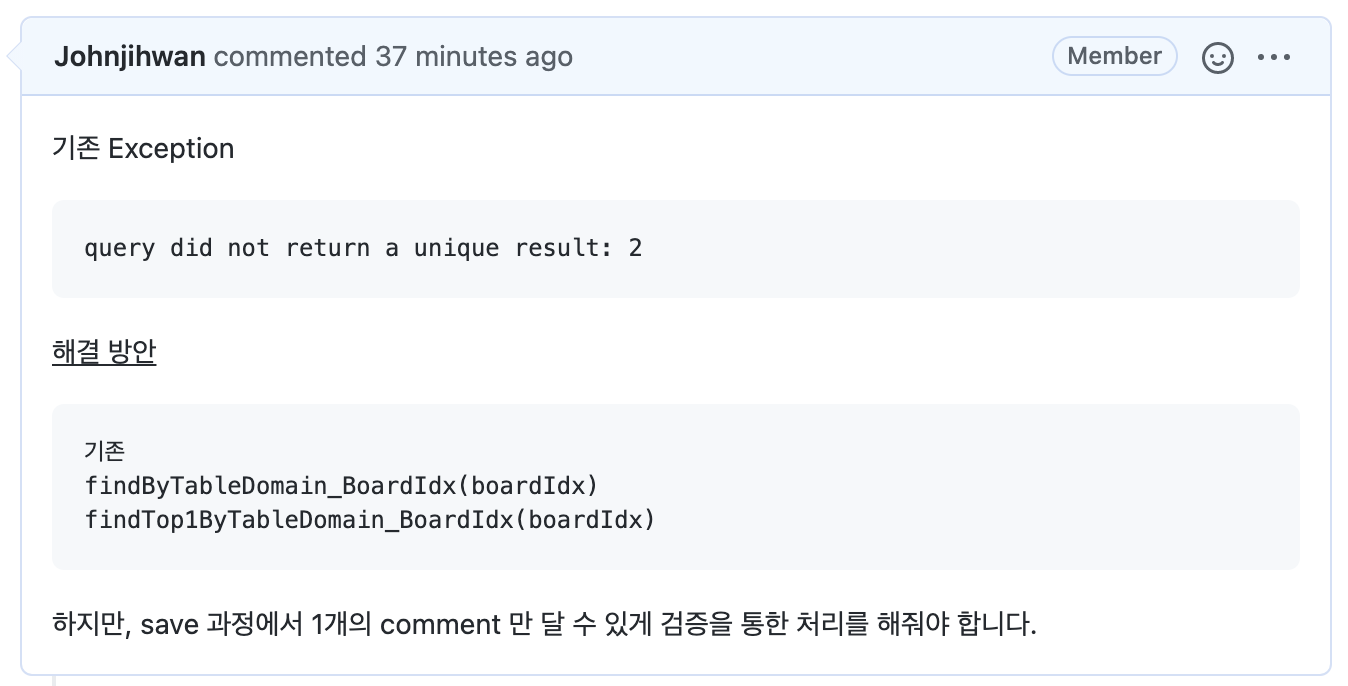 Johnjihwan commented 37 minutes ago Member
기존 Exception
query did not return a unique result: 2
해결 방안
기존
findByTableDomain_BoardIdx(boardIdx)
findTop1ByTableDomain_BoardIdx(boardIdx)
하지만, save 과정에서 1개의 comment 만 달 수 있게 검증을 통한 처리를 해줘야 합니다.